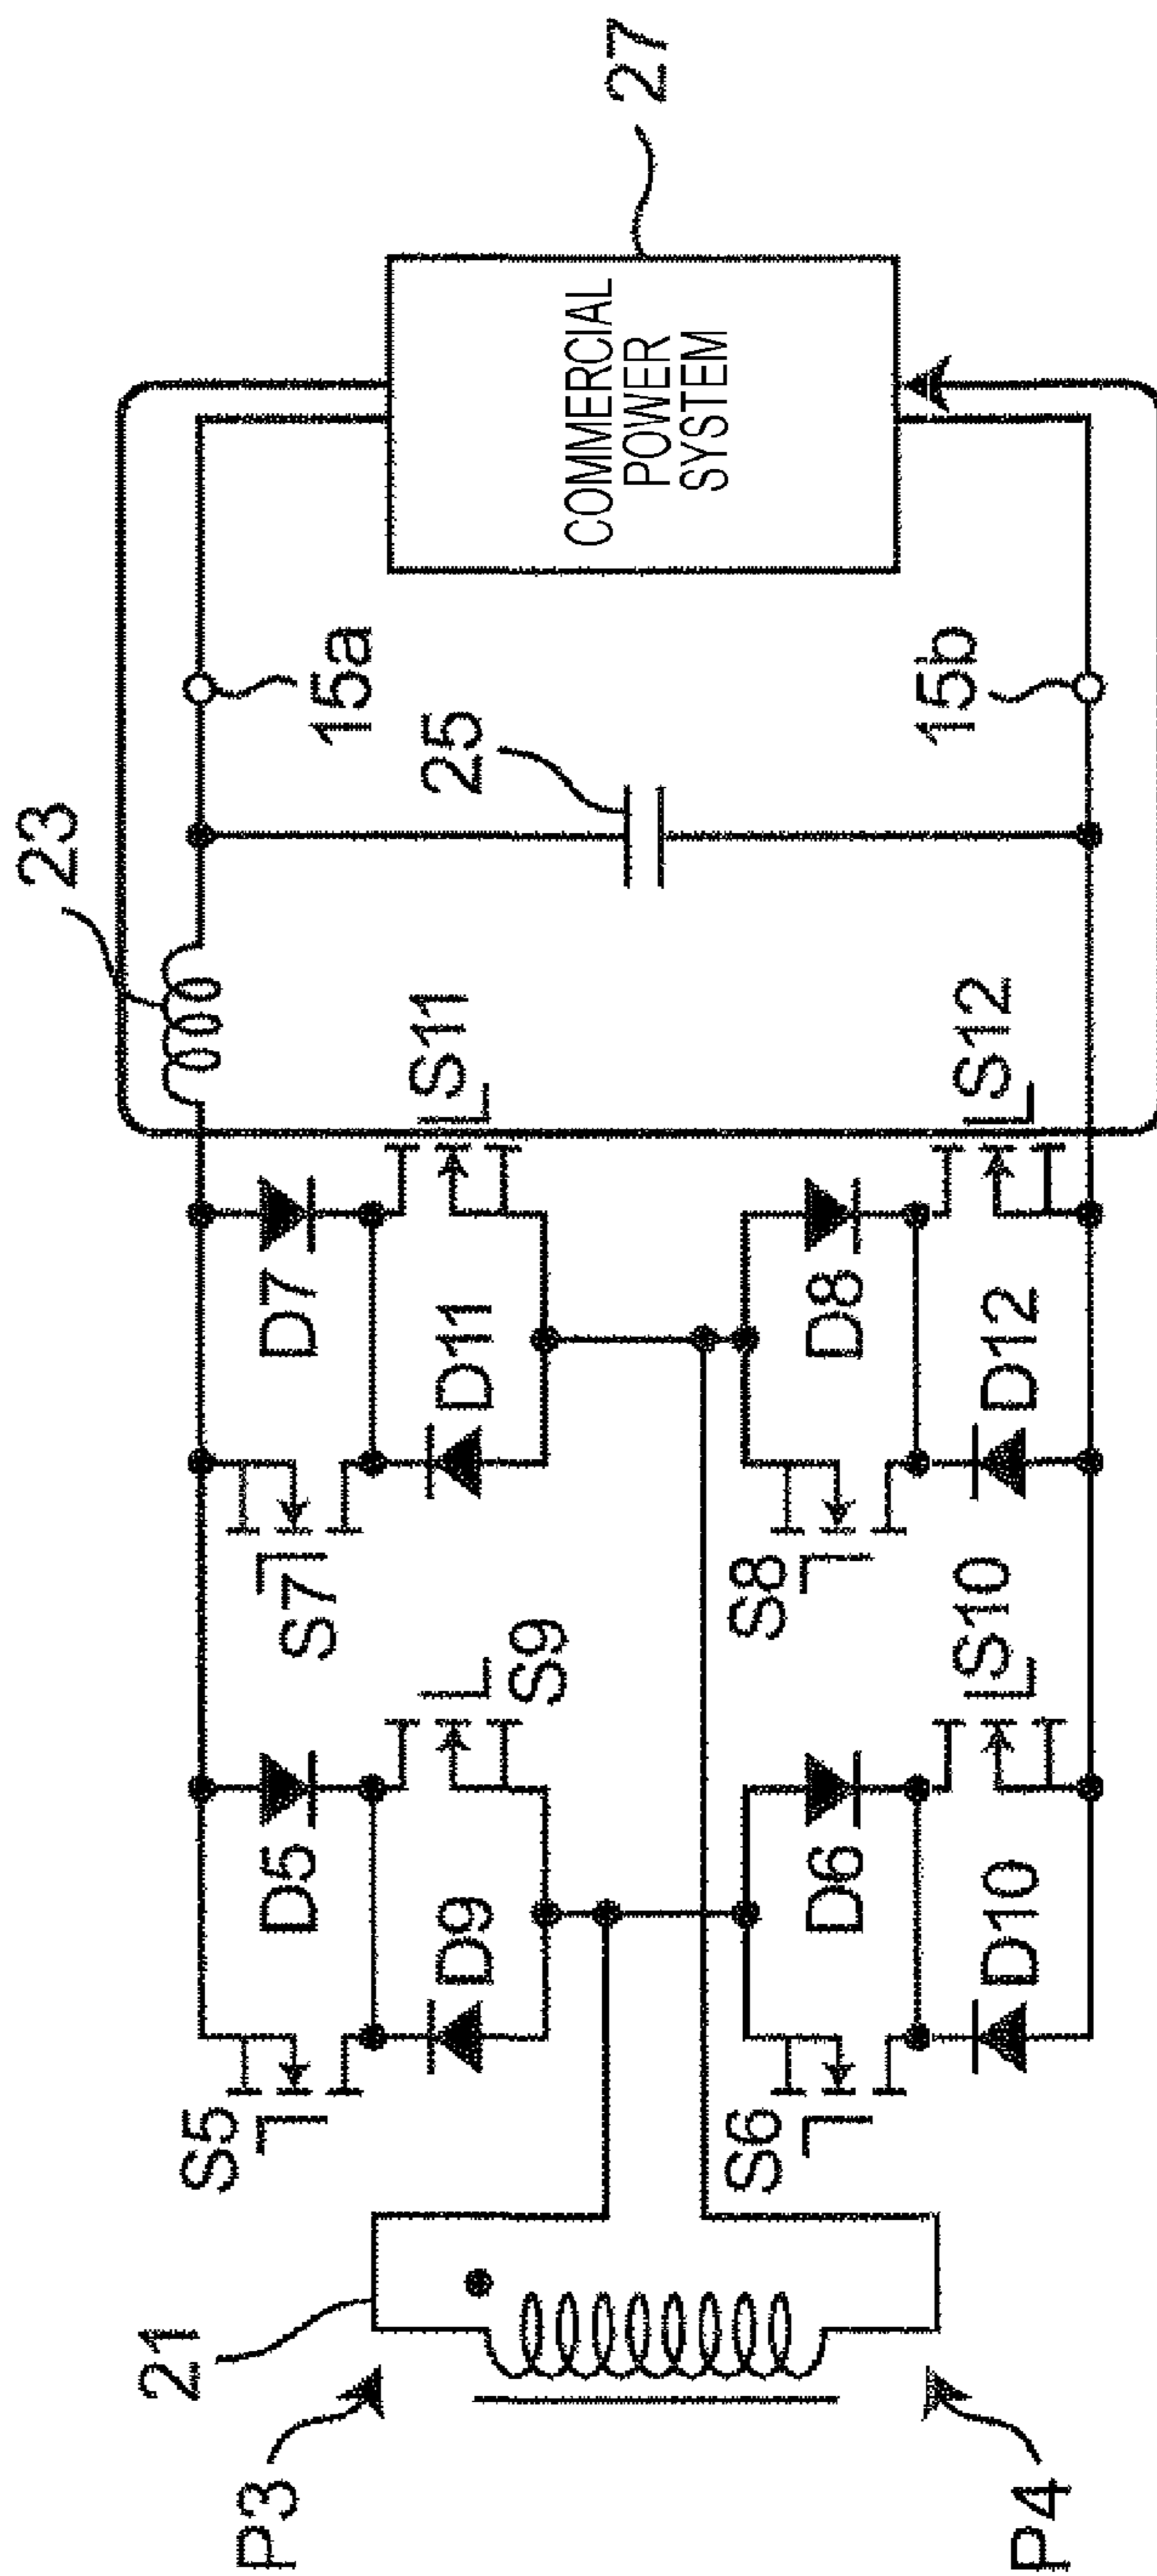 P3
21
S5
D5
D9
S9
S7
D7
D11
S11
23
25
15a
COMMERCIAL
POWER
SYSTEM
27
P4
S6
D6
D10
S10
S8
D8
D12
S12
15b